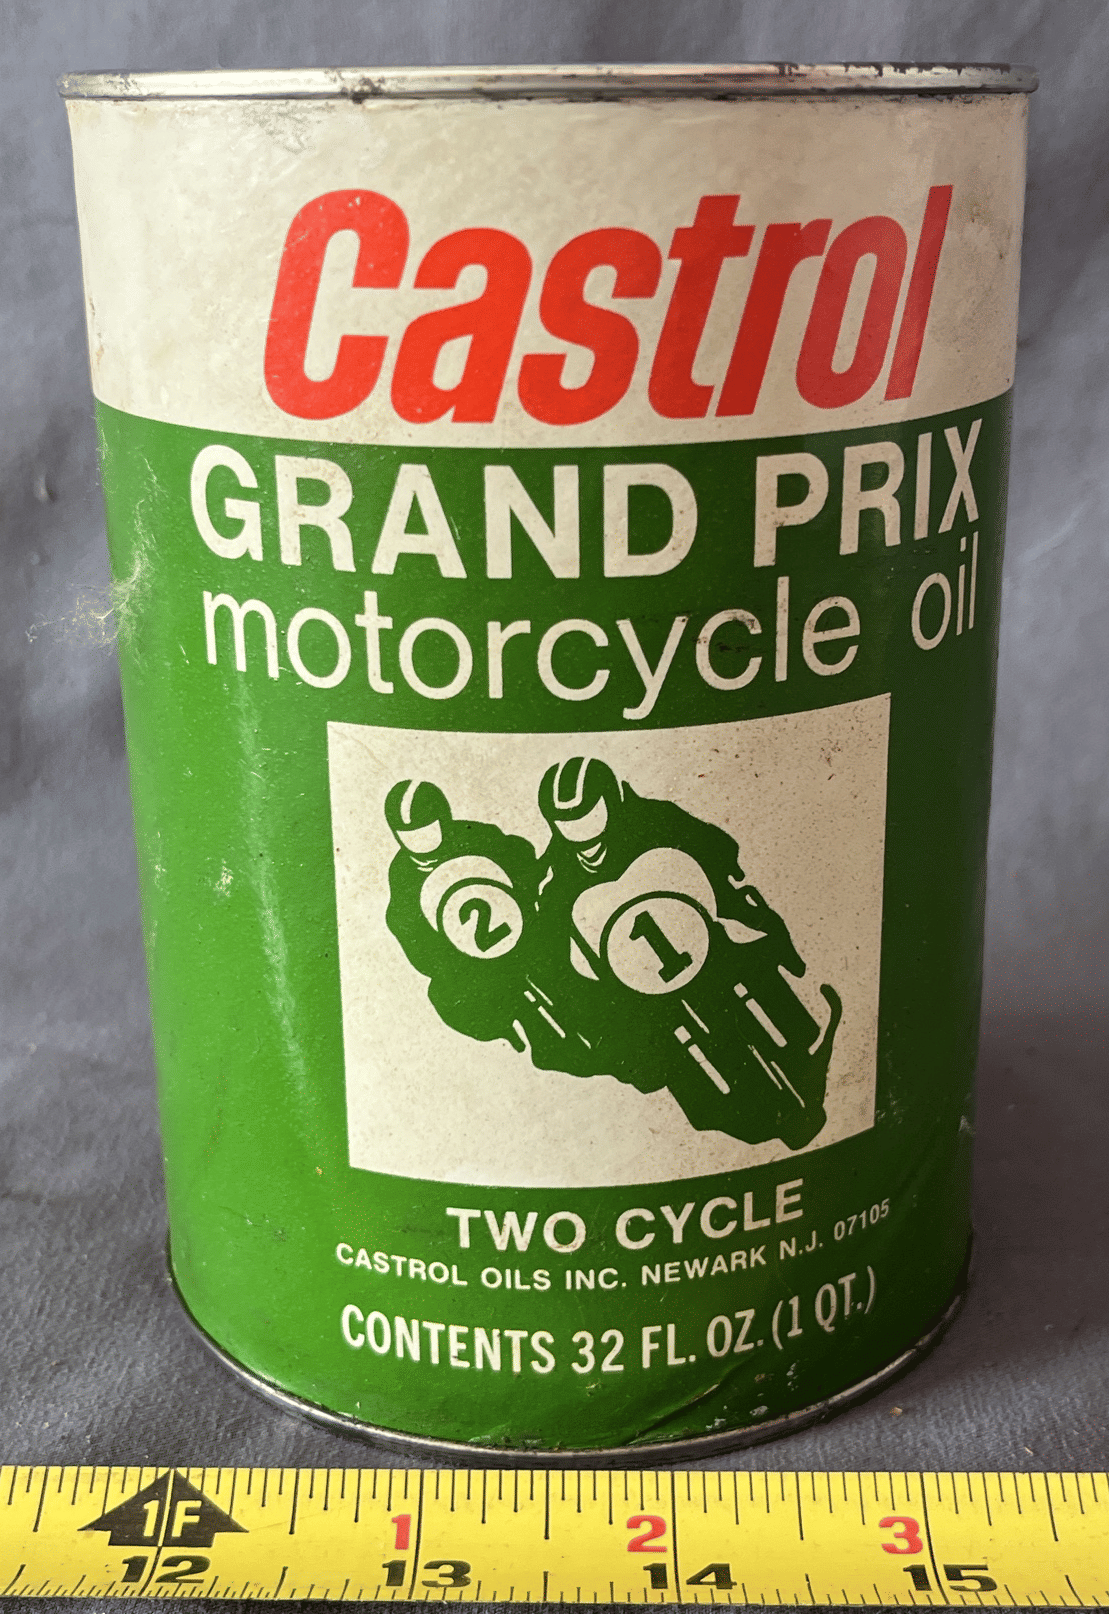 Castrol
GRAND PRIX
motorcycle oil
2 1
TWO CYCLE
CASTROL OILS INC. NEWARK N.J. 07105
CONTENTS 32 FL. OZ. (1 QT.)
1F 1 2 3
12 13 14 15